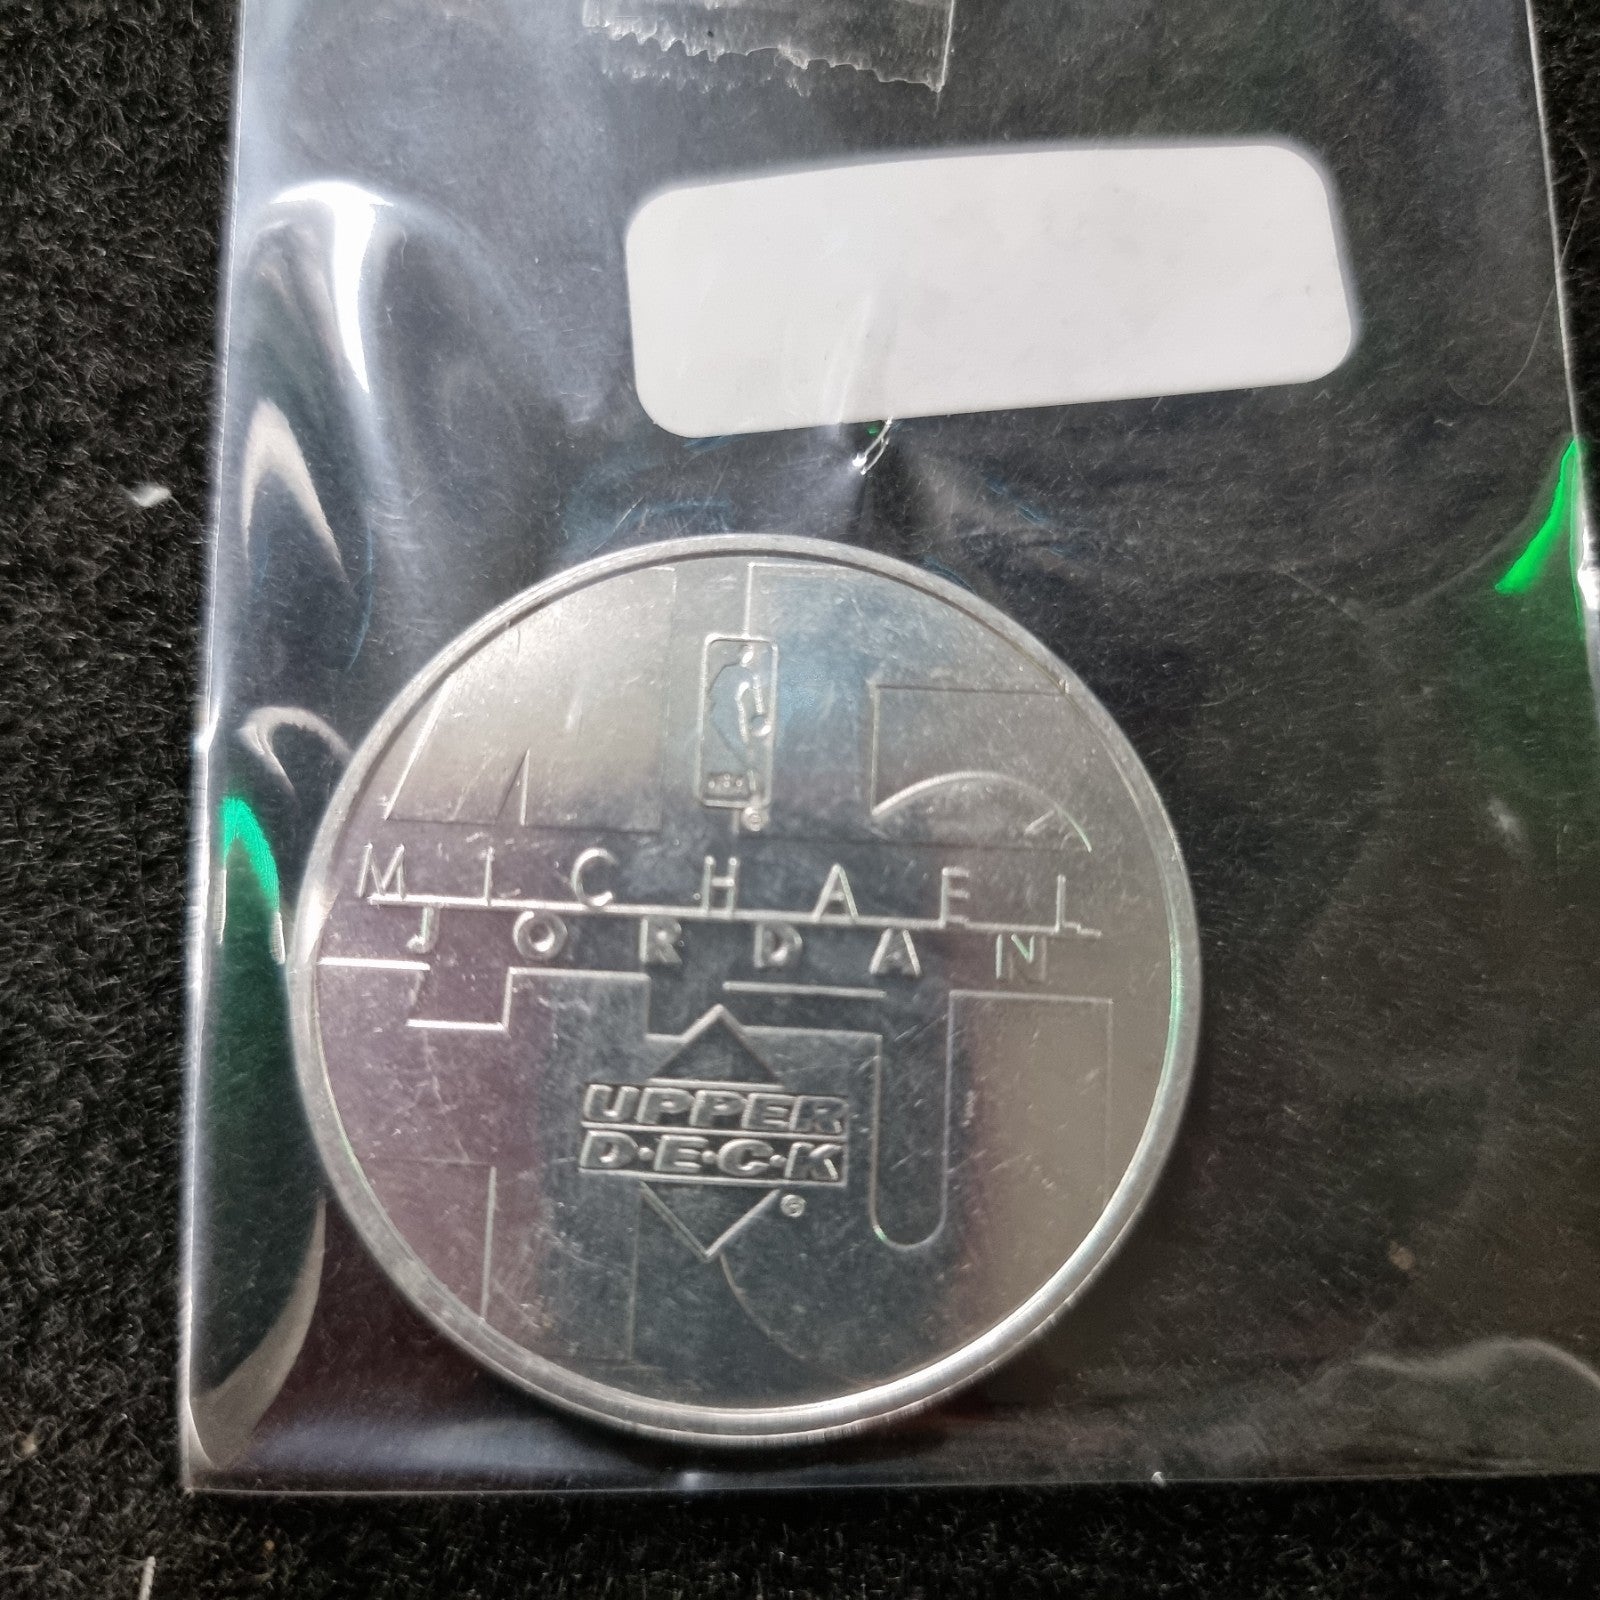 MICHAEL
JORDAN
UPPER
D·E·C·K